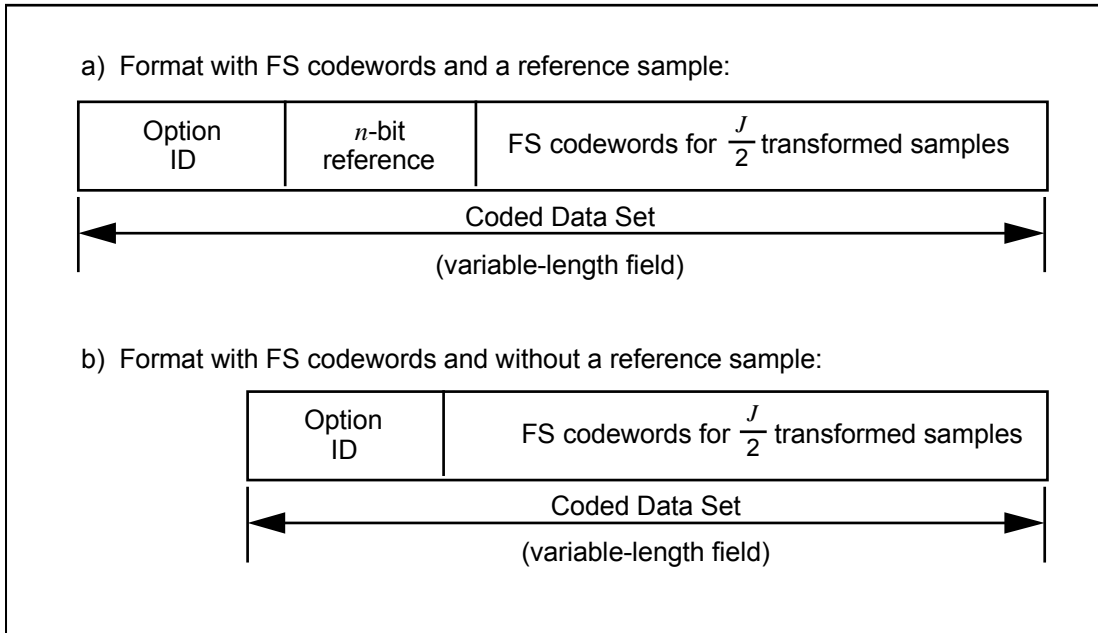 a) Format with FS codewords and a reference sample:
Option
ID
n-bit
reference
FS codewords for J/2 transformed samples
Coded Data Set
(variable-length field)
b) Format with FS codewords and without a reference sample:
Option
ID
FS codewords for J/2 transformed samples
Coded Data Set
(variable-length field)